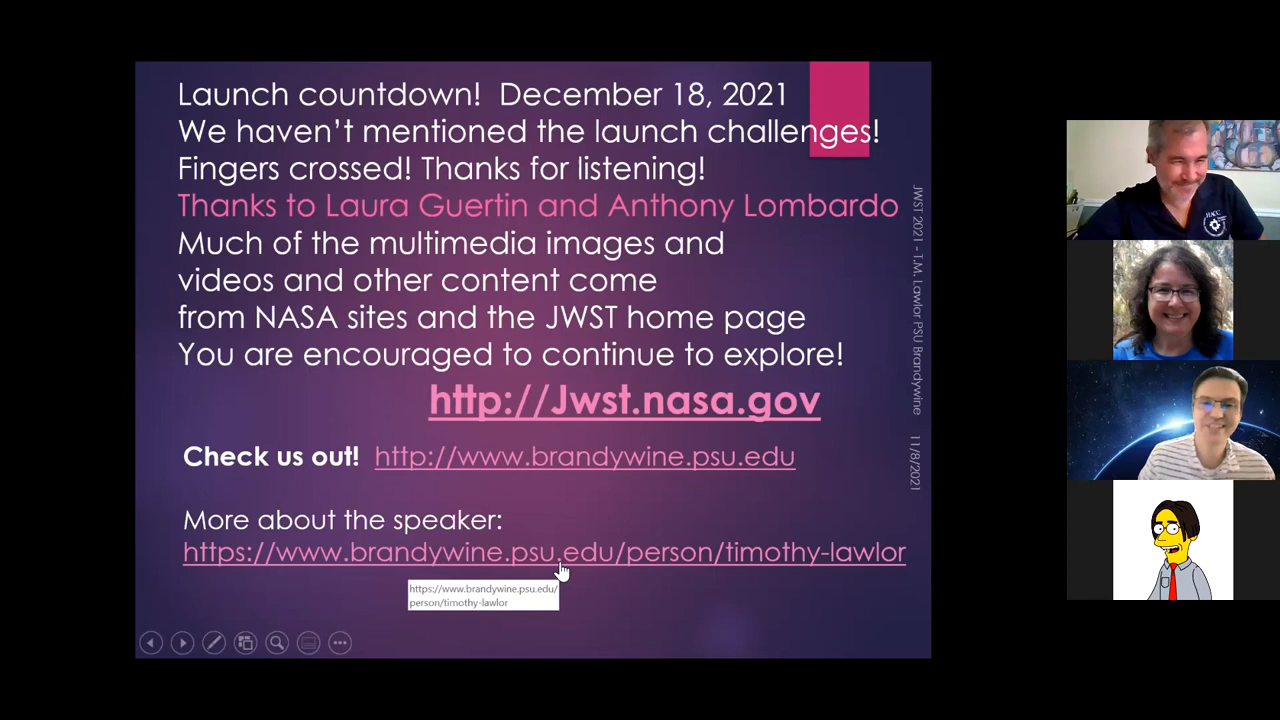 Launch countdown!  December 18, 2021
We haven’t mentioned the launch challenges!
Fingers crossed! Thanks for listening!
Thanks to Laura Guertin and Anthony Lombardo
Much of the multimedia images and
videos and other content come
from NASA sites and the JWST home page
You are encouraged to continue to explore!
http://Jwst.nasa.gov
Check us out!  http://www.brandywine.psu.edu
More about the speaker:
https://www.brandywine.psu.edu/person/timothy-lawlor
https://www.brandywine.psu.edu/
person/timothy-lawlor
JWST 2021 - T.M. Lawlor PSU Brandywine
11/8/2021
HACC